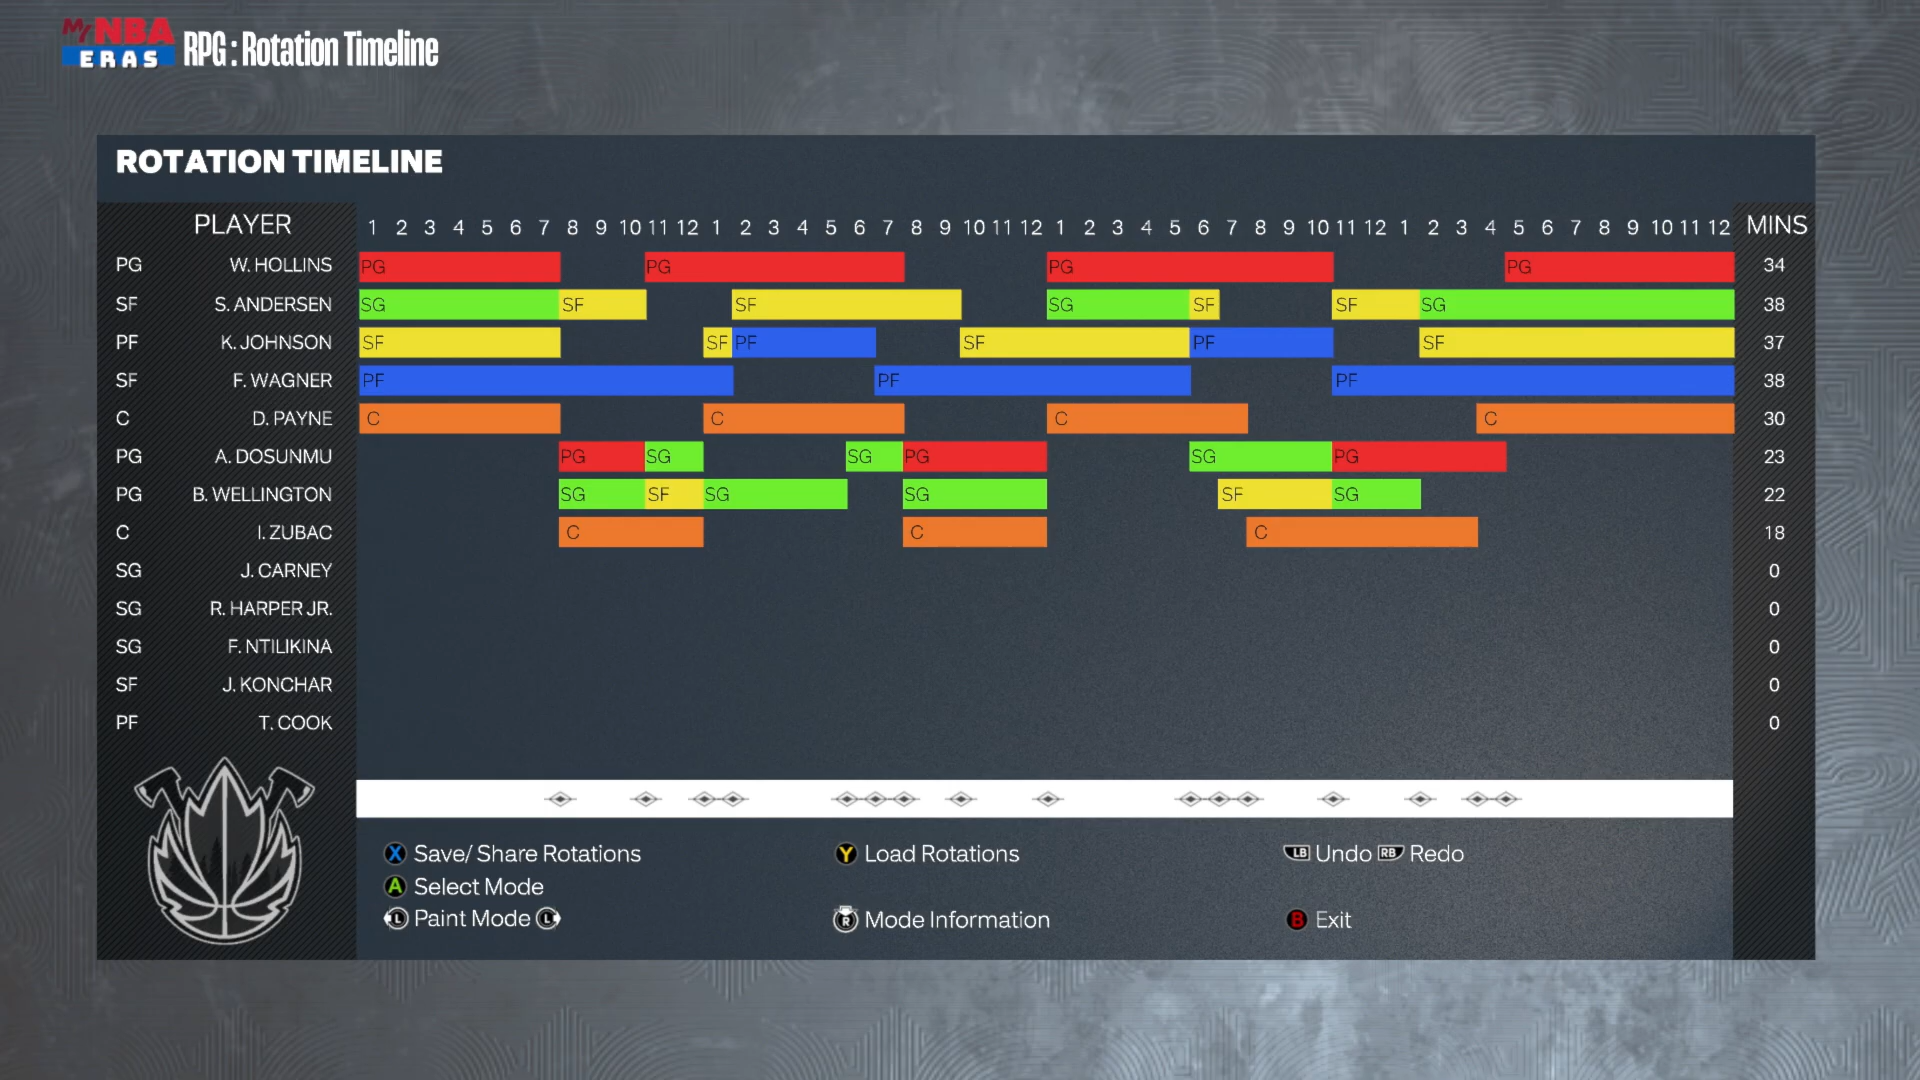 My NBA ERAS RPG : Rotation Timeline
ROTATION TIMELINE
PLAYER 1 2 3 4 5 6 7 8 9 10 11 12 1 2 3 4 5 6 7 8 9 10 11 12 1 2 3 4 5 6 7 8 9 10 11 12 1 2 3 4 5 6 7 8 9 10 11 12 MINS
PG W. HOLLINS PG PG PG PG 34
SF S. ANDERSEN SG SF SF SG SF SF SG 38
PF K. JOHNSON SF SF PF SF PF SF 37
SF F. WAGNER PF PF PF 38
C D. PAYNE C C C C 30
PG A. DOSUNMU PG SG SG PG SG PG 23
PG B. WELLINGTON SG SF SG SG SF SG 22
C I. ZUBAC C C C 18
SG J. CARNEY 0
SG R. HARPER JR. 0
SG F. NTILIKINA 0
SF J. KONCHAR 0
PF T. COOK 0
X Save/ Share Rotations Y Load Rotations LB Undo RB Redo
A Select Mode
L Paint Mode L R Mode Information B Exit